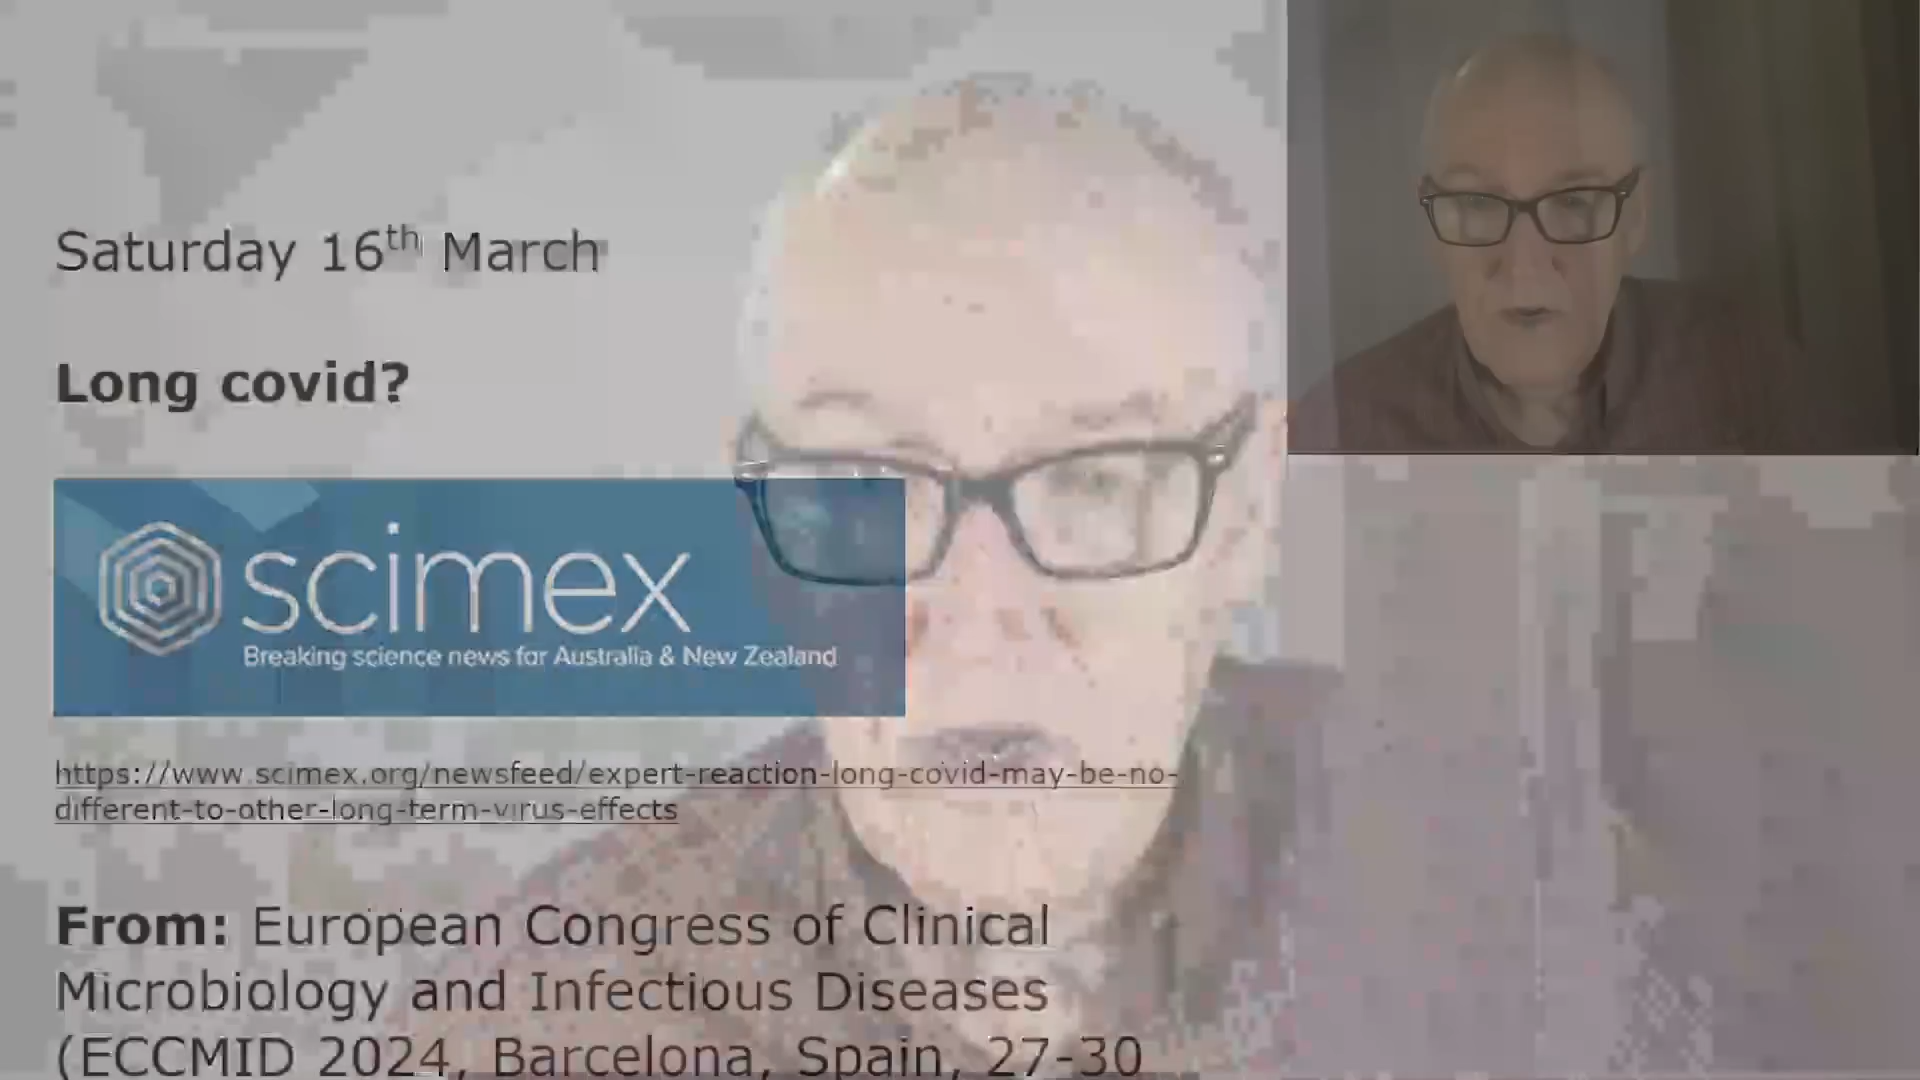 Saturday 16th March
Long covid?
scimex
Breaking science news for Australia & New Zealand
https://www.scimex.org/newsfeed/expert-reaction-long-covid-may-be-no-
different-to-other-long-term-virus-effects
From: European Congress of Clinical
Microbiology and Infectious Diseases
(ECCMID 2024, Barcelona, Spain, 27-30